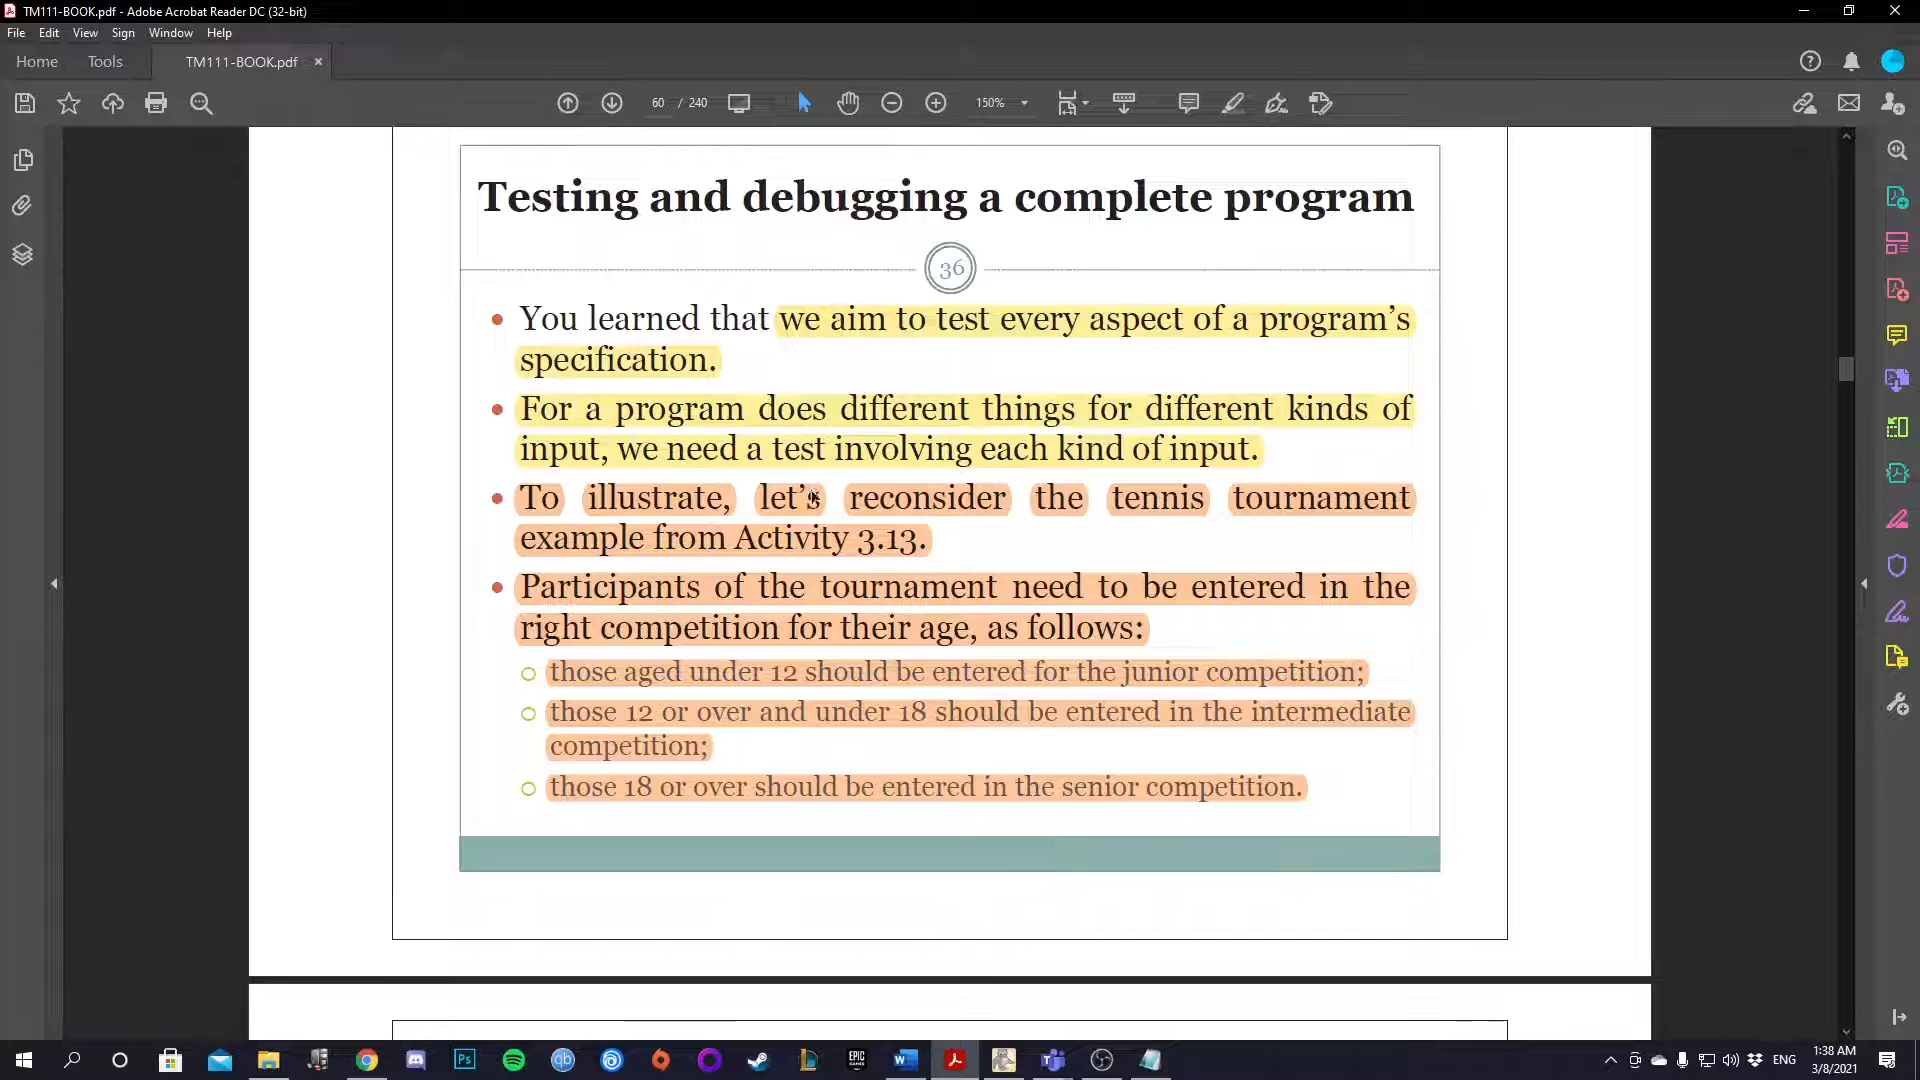 TM111-BOOK.pdf - Adobe Acrobat Reader DC (32-bit)
File Edit View Sign Window Help
Home Tools TM111-BOOK.pdf
60 / 240 150%
Testing and debugging a complete program
36
You learned that we aim to test every aspect of a program’s
specification.
For a program does different things for different kinds of
input, we need a test involving each kind of input.
To illustrate, let’s reconsider the tennis tournament
example from Activity 3.13.
Participants of the tournament need to be entered in the
right competition for their age, as follows:
those aged under 12 should be entered for the junior competition;
those 12 or over and under 18 should be entered in the intermediate
competition;
those 18 or over should be entered in the senior competition.
Ps
qb
EPIC GAMES
ENG
1:38 AM
3/8/2021